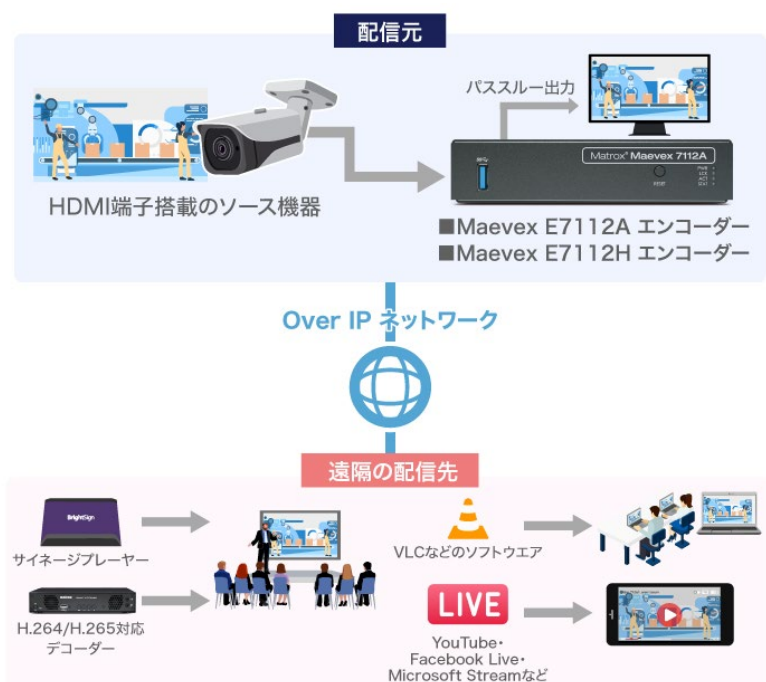 配信元
パススルー出力
Matrox® Maevex 7112A
RESET
HDMI端子搭載のソース機器
■Maevex E7112A エンコーダー
■Maevex E7112H エンコーダー
Over IP ネットワーク
遠隔の配信先
BrightSign
サイネージプレーヤー
H.264/H.265対応
デコーダー
VLCなどのソフトウエア
LIVE
YouTube・
Facebook Live・
Microsoft Streamなど